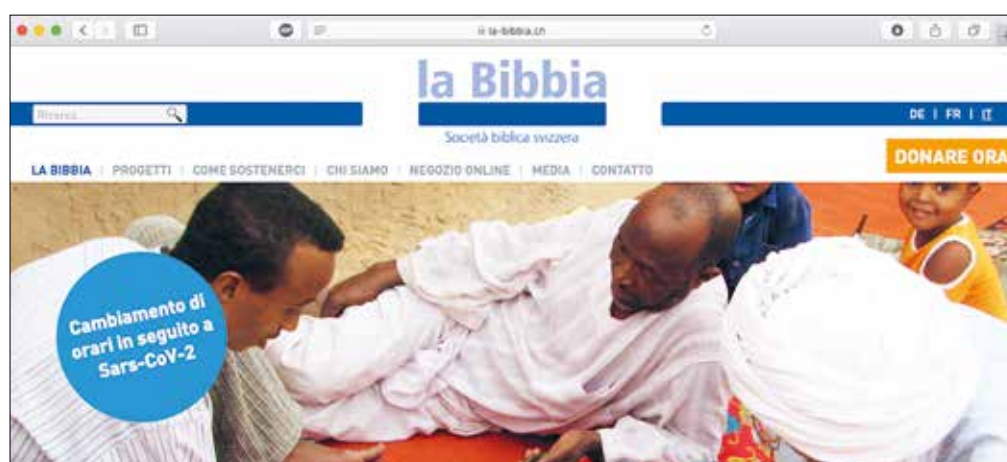 la-bibbia.ch
la Bibbia
DE | FR | IT
Società biblica svizzera
DONARE ORA
LA BIBBIA | PROGETTI | COME SOSTENERCI | CHI SIAMO | NEGOZIO ONLINE | MEDIA | CONTATTO
Cambiamento di
orari in seguito a
Sars-CoV-2